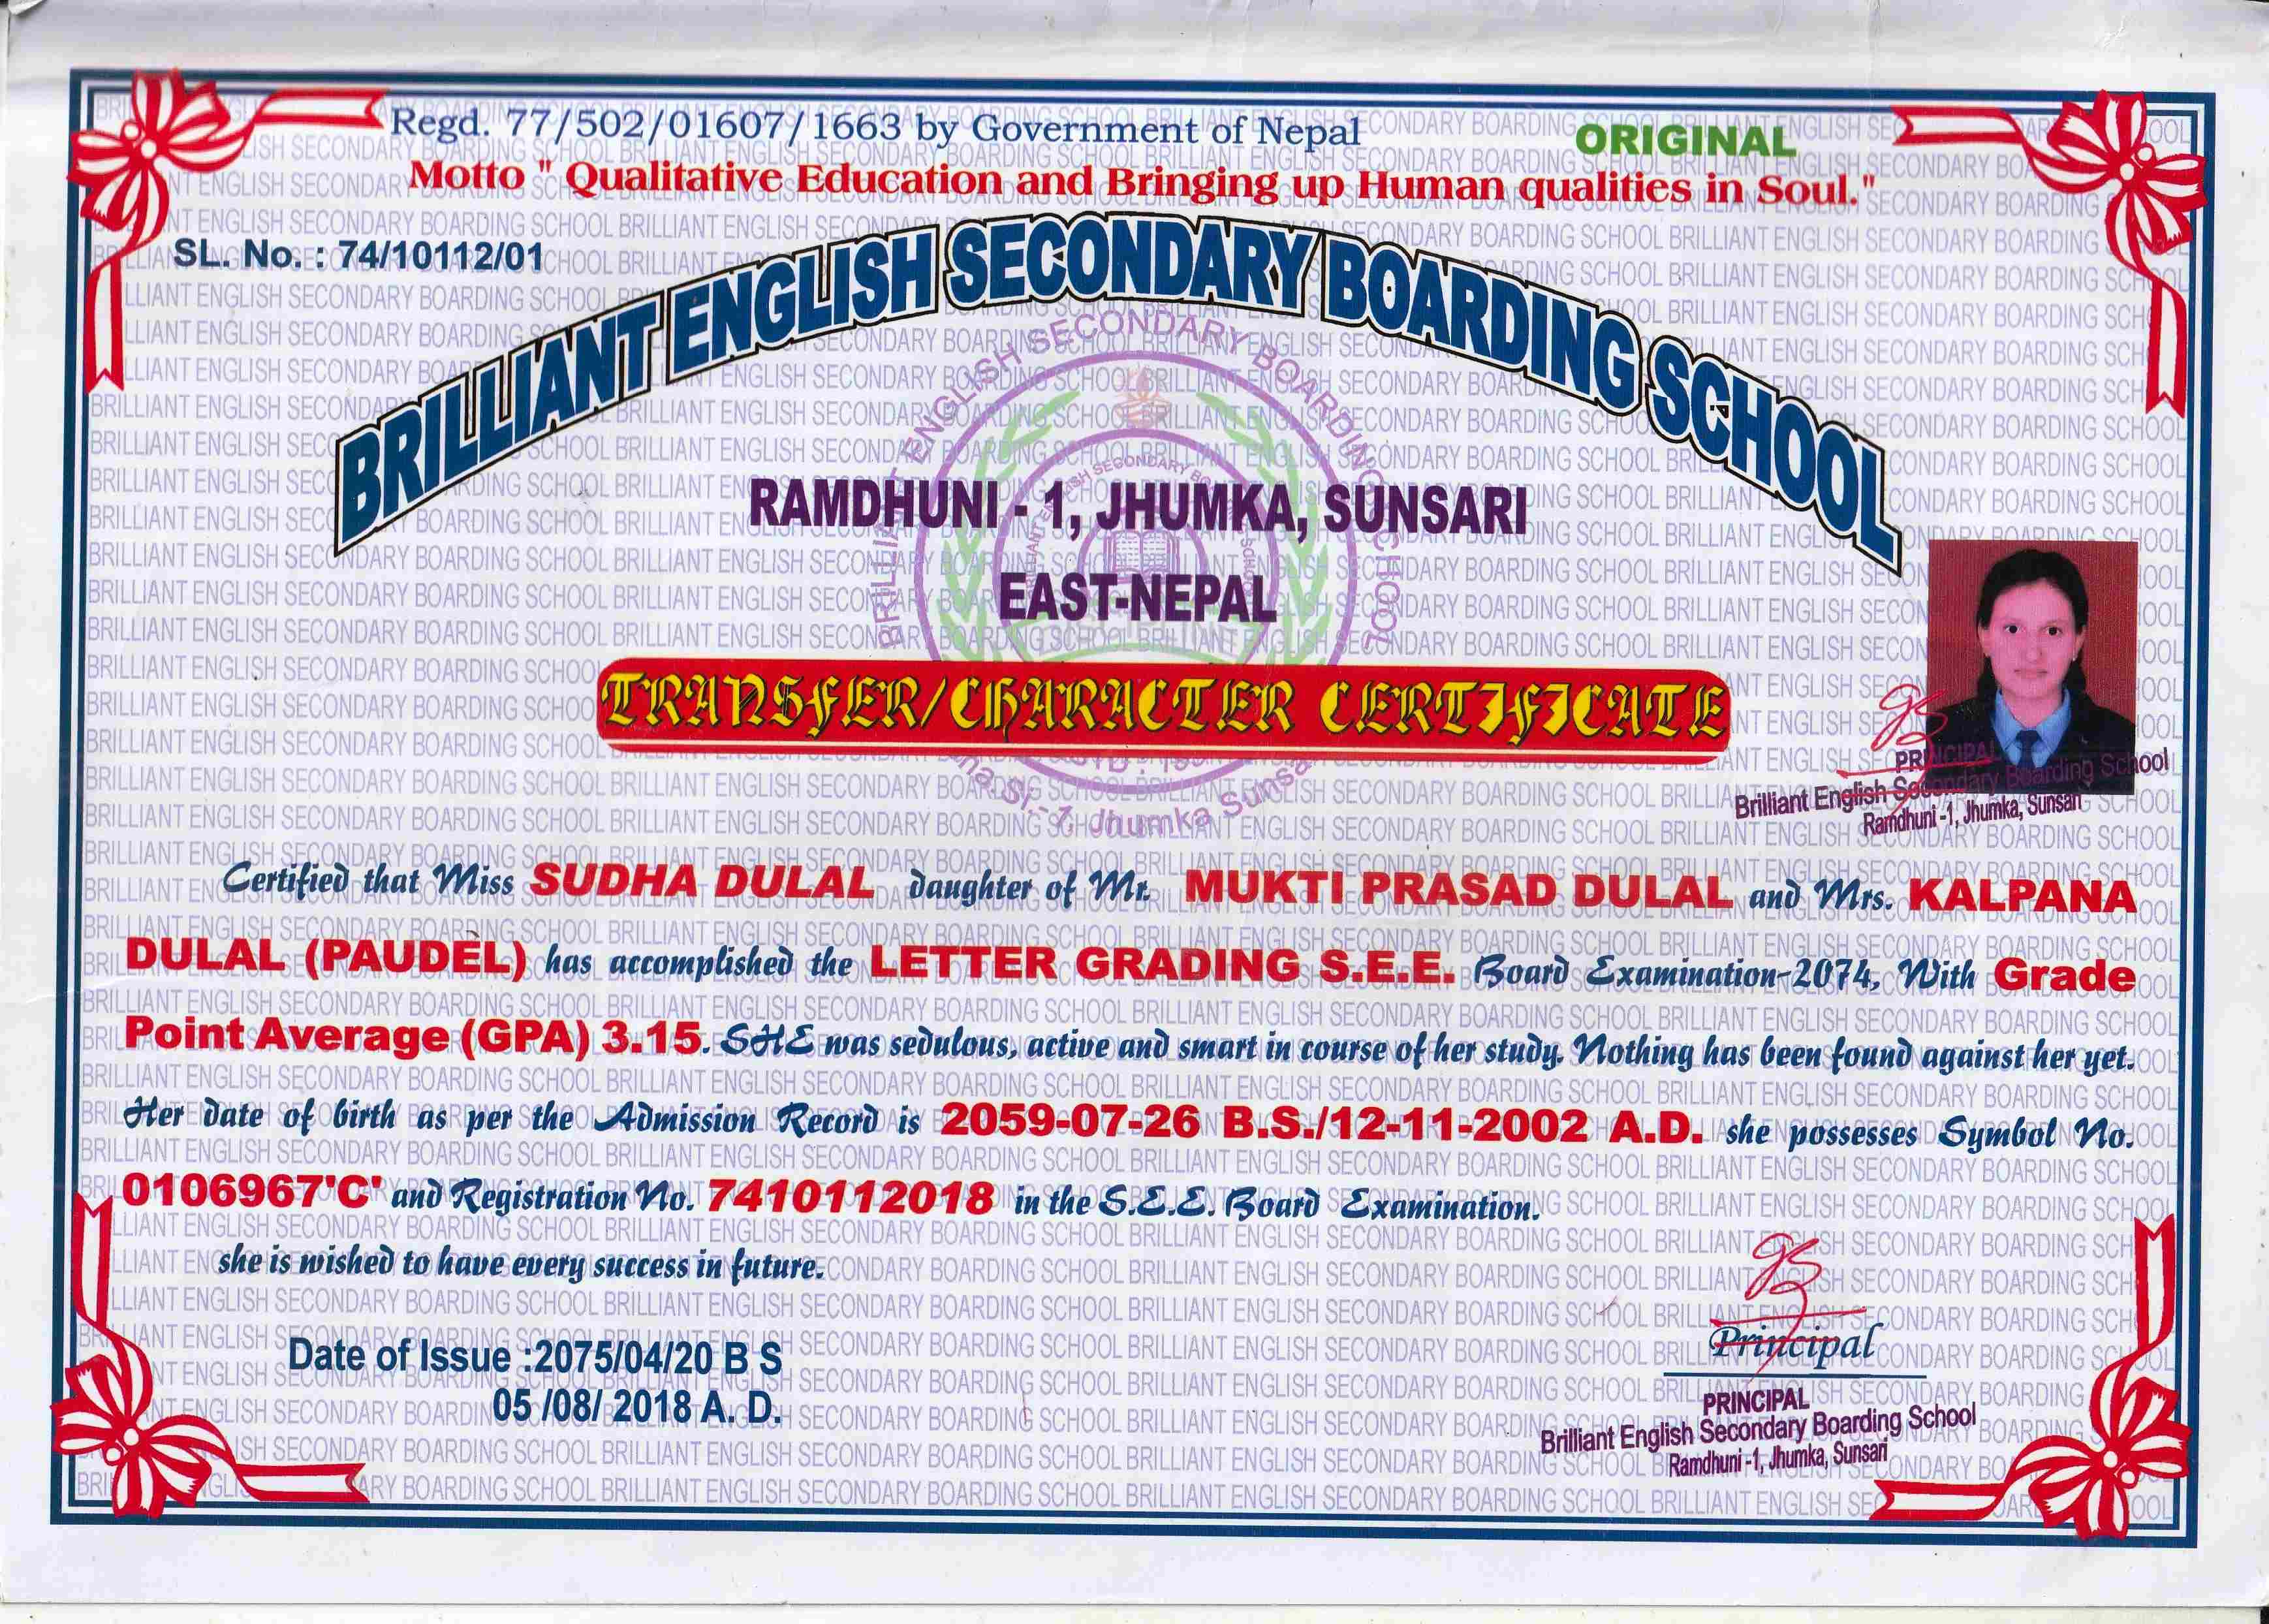 Regd. 77/502/01607/1663 by Government of Nepal
ORIGINAL
Motto " Qualitative Education and Bringing up Human qualities in Soul."
SL. No. : 74/10112/01
BRILLIANT ENGLISH SECONDARY BOARDING SCHOOL
RAMDHUNI - 1, JHUMKA, SUNSARI
EAST-NEPAL
TRANSFER/CHARACTER CERTIFICATE
PRINCIPAL
Brilliant English Secondary Boarding School
Ramdhuni -1, Jhumka, Sunsari
Certified that Miss SUDHA DULAL daughter of Mr. MUKTI PRASAD DULAL and Mrs. KALPANA
DULAL (PAUDEL) has accomplished the LETTER GRADING S.E.E. Board Examination-2074, With Grade
Point Average (GPA) 3.15. SHE was sedulous, active and smart in course of her study. Nothing has been found against her yet.
Her date of birth as per the Admission Record is 2059-07-26 B.S./12-11-2002 A.D. she possesses Symbol No.
0106967'C' and Registration No. 7410112018 in the S.E.E. Board Examination.
she is wished to have every success in future.
Date of Issue :2075/04/20 B S
05 /08/ 2018 A. D.
Principal
PRINCIPAL
Brilliant English Secondary Boarding School
Ramdhuni -1, Jhumka, Sunsari